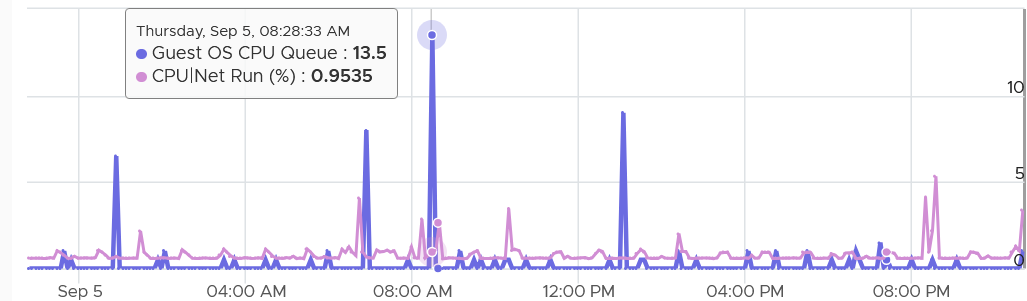 Thursday, Sep 5, 08:28:33 AM
Guest OS CPU Queue : 13.5
CPU|Net Run (%) : 0.9535
10
5
0
Sep 5 04:00 AM 08:00 AM 12:00 PM 04:00 PM 08:00 PM